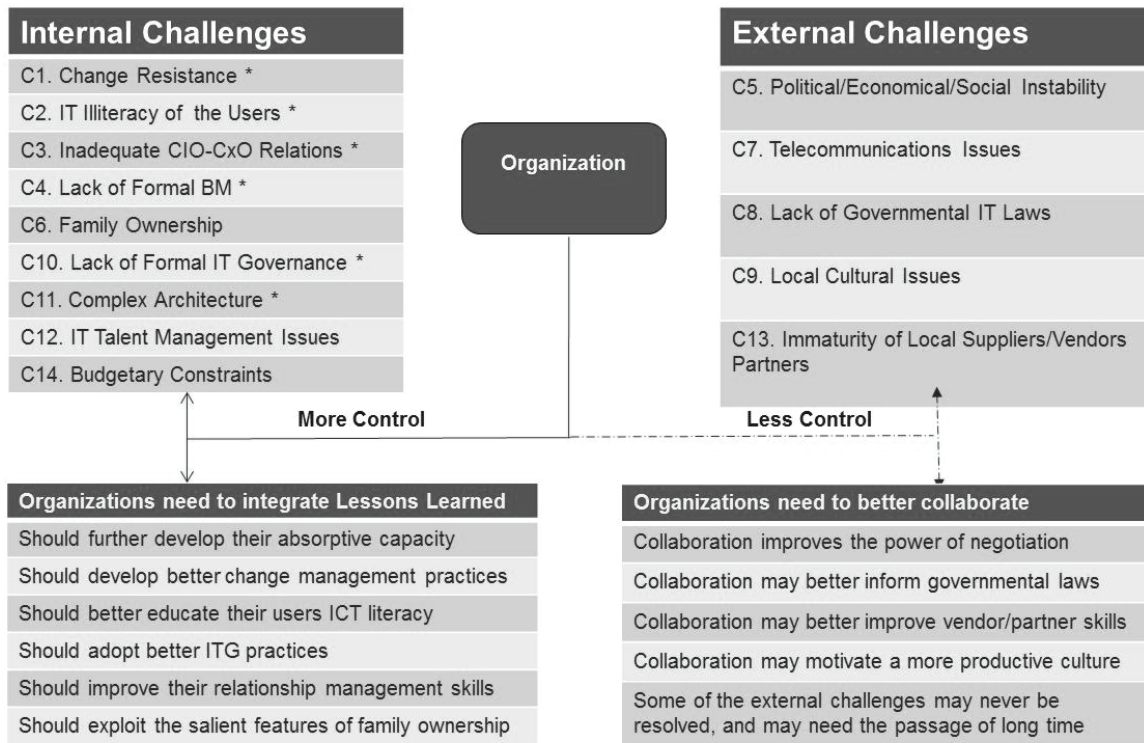 Internal Challenges
C1. Change Resistance *
C2. IT Illiteracy of the Users *
C3. Inadequate CIO-CxO Relations *
C4. Lack of Formal BM *
C6. Family Ownership
C10. Lack of Formal IT Governance *
C11. Complex Architecture *
C12. IT Talent Management Issues
C14. Budgetary Constraints
Organization
External Challenges
C5. Political/Economical/Social Instability
C7. Telecommunications Issues
C8. Lack of Governmental IT Laws
C9. Local Cultural Issues
C13. Immaturity of Local Suppliers/Vendors
Partners
More Control
Less Control
Organizations need to integrate Lessons Learned
Should further develop their absorptive capacity
Should develop better change management practices
Should better educate their users ICT literacy
Should adopt better ITG practices
Should improve their relationship management skills
Should exploit the salient features of family ownership
Organizations need to better collaborate
Collaboration improves the power of negotiation
Collaboration may better inform governmental laws
Collaboration may better improve vendor/partner skills
Collaboration may motivate a more productive culture
Some of the external challenges may never be
resolved, and may need the passage of long time